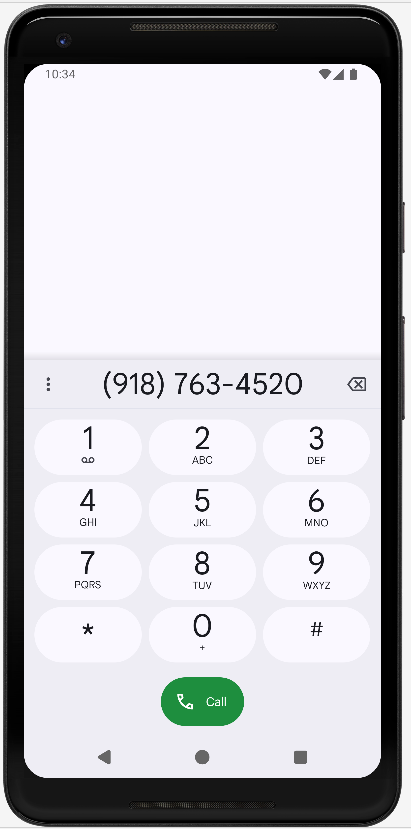 10:34
(918) 763-4520
1 2 3
ABC DEF
4 5 6
GHI JKL MNO
7 8 9
PQRS TUV WXYZ
* 0 #
+
Call